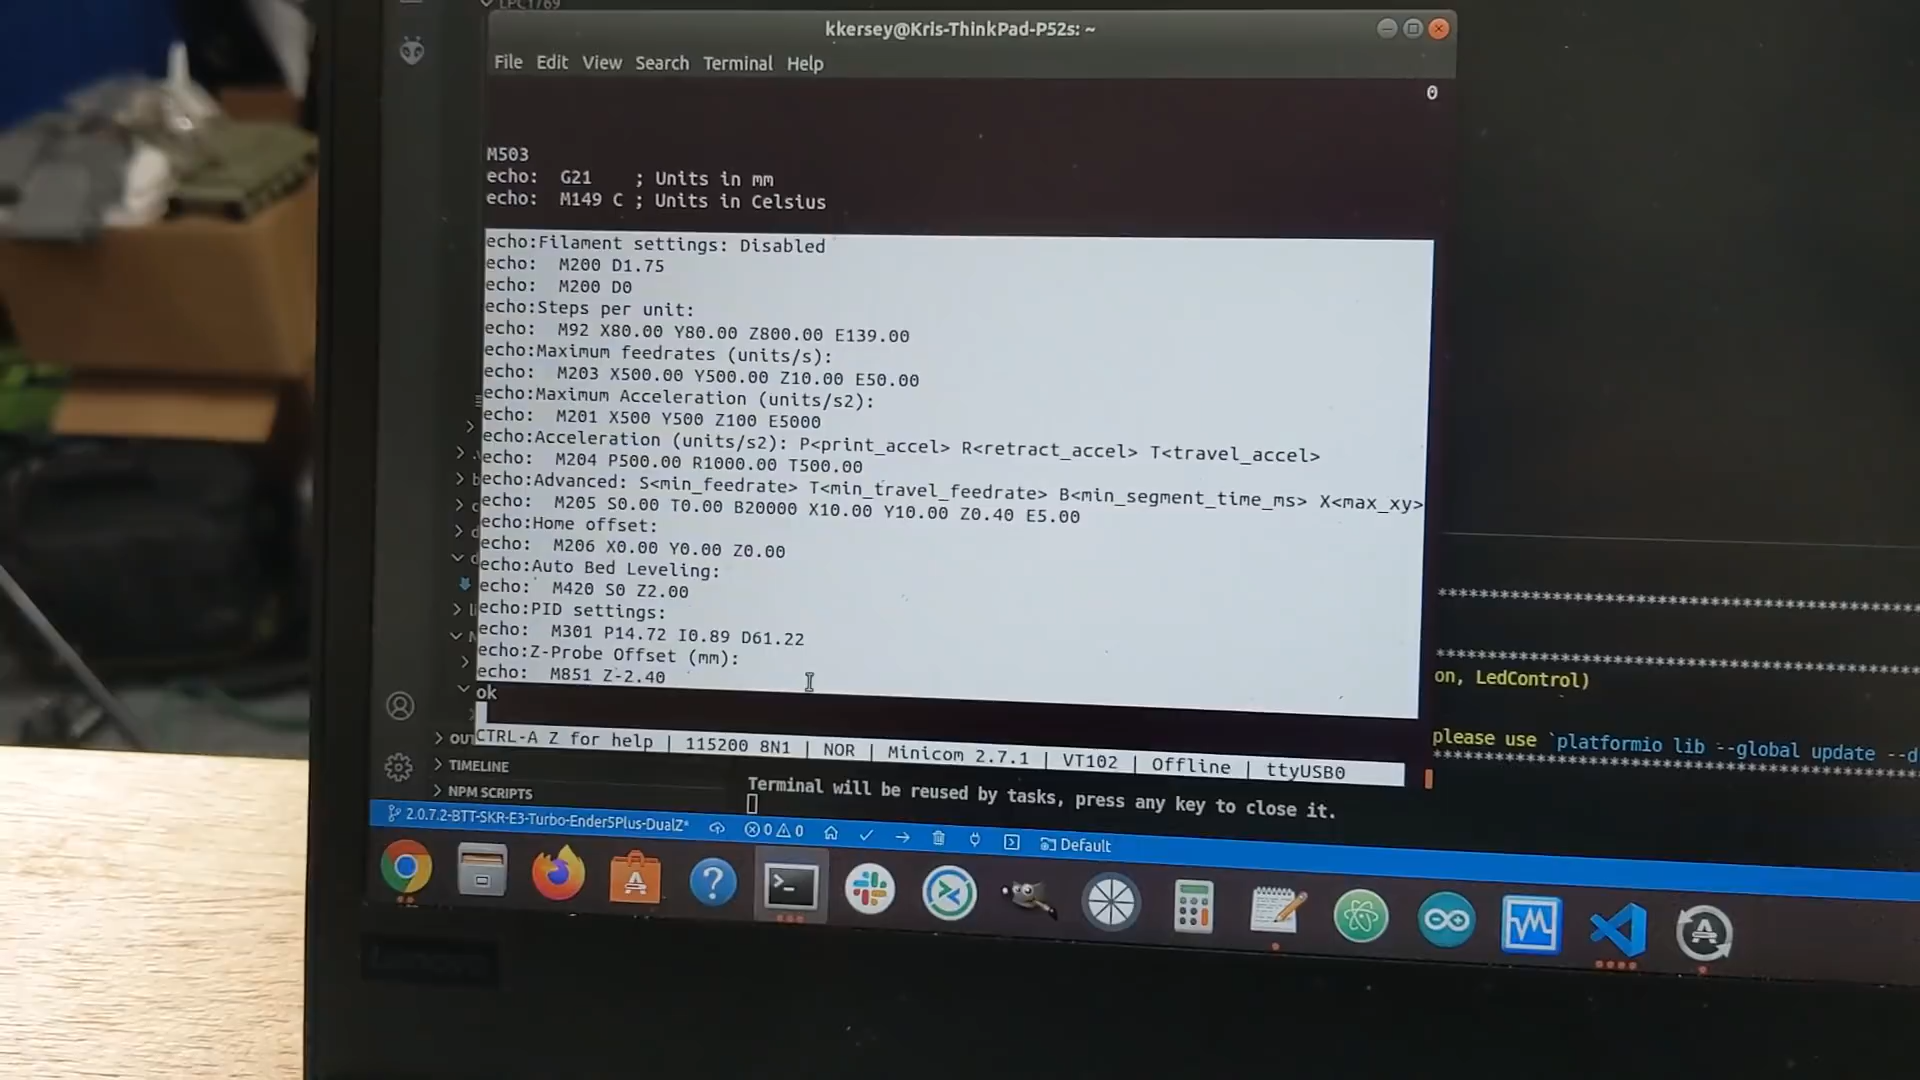 LPC1769
kkersey@Kris-ThinkPad-P52s: ~
File Edit View Search Terminal Help
0
M503
echo:  G21    ; Units in mm
echo:  M149 C ; Units in Celsius
echo:Filament settings: Disabled
echo:  M200 D1.75
echo:  M200 D0
echo:Steps per unit:
echo:  M92 X80.00 Y80.00 Z800.00 E139.00
echo:Maximum feedrates (units/s):
echo:  M203 X500.00 Y500.00 Z10.00 E50.00
echo:Maximum Acceleration (units/s2):
echo:  M201 X500 Y500 Z100 E5000
echo:Acceleration (units/s2): P<print_accel> R<retract_accel> T<travel_accel>
echo:  M204 P500.00 R1000.00 T500.00
echo:Advanced: S<min_feedrate> T<min_travel_feedrate> B<min_segment_time_ms> X<max_xy>
echo:  M205 S0.00 T0.00 B20000 X10.00 Y10.00 Z0.40 E5.00
echo:Home offset:
echo:  M206 X0.00 Y0.00 Z0.00
echo:Auto Bed Leveling:
echo:  M420 S0 Z2.00
echo:PID settings:
echo:  M301 P14.72 I0.89 D61.22
echo:Z-Probe Offset (mm):
echo:  M851 Z-2.40
ok
CTRL-A Z for help | 115200 8N1 | NOR | Minicom 2.7.1 | VT102 | Offline | ttyUSB0
****************************************
****************************************
on, LedControl)
please use `platformio lib --global update --d
****************************************
OU
TIMELINE
NPM SCRIPTS
Terminal will be reused by tasks, press any key to close it.
2.0.7.2-BTT-SKR-E3-Turbo-Ender5Plus-DualZ* 0 0 Default
Lenovo